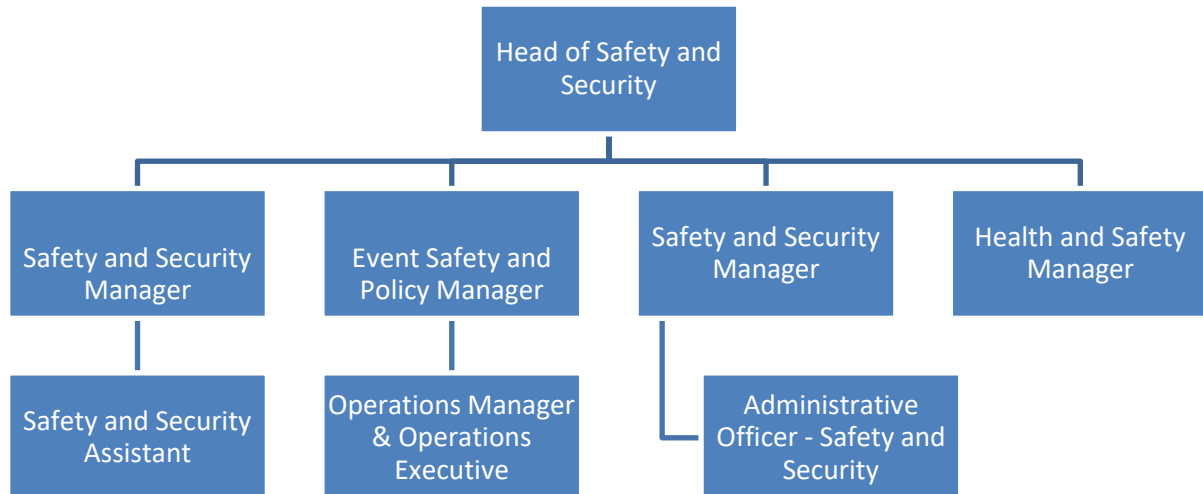 Head of Safety and
Security
Safety and Security
Manager
Event Safety and
Policy Manager
Safety and Security
Manager
Health and Safety
Manager
Safety and Security
Assistant
Operations Manager
& Operations
Executive
Administrative
Officer - Safety and
Security